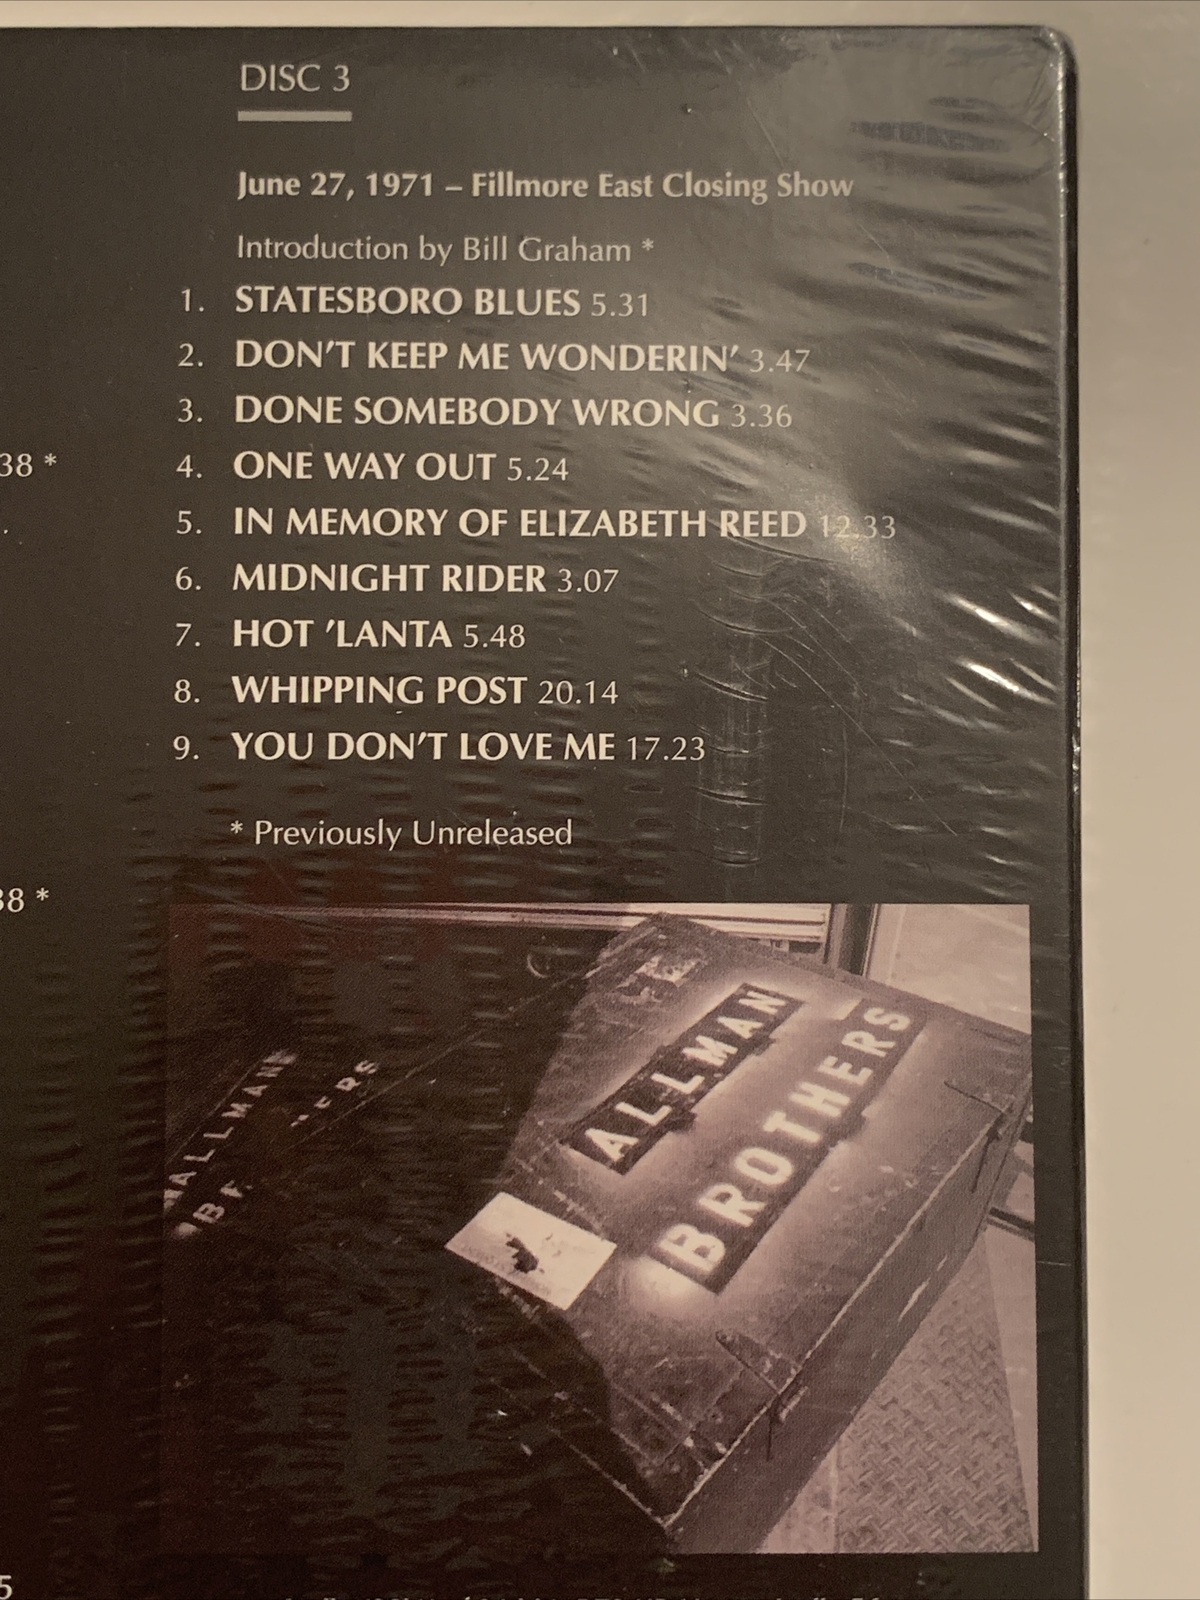 DISC 3
June 27, 1971 – Fillmore East Closing Show
Introduction by Bill Graham *
1. STATESBORO BLUES 5.31
2. DON'T KEEP ME WONDERIN' 3.47
3. DONE SOMEBODY WRONG 3.36
38 *
4. ONE WAY OUT 5.24
5. IN MEMORY OF ELIZABETH REED 12.33
6. MIDNIGHT RIDER 3.07
7. HOT 'LANTA 5.48
8. WHIPPING POST 20.14
9. YOU DON'T LOVE ME 17.23
* Previously Unreleased
38 *
ALLMAN
BROTHERS
ALLMAN
5